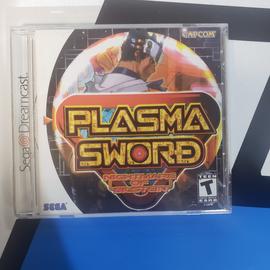 CAPCOM
Sega Dreamcast
PLASMA
SWORD
NIGHTMARE OF
BILSTEIN
SEGA
TEEN
T